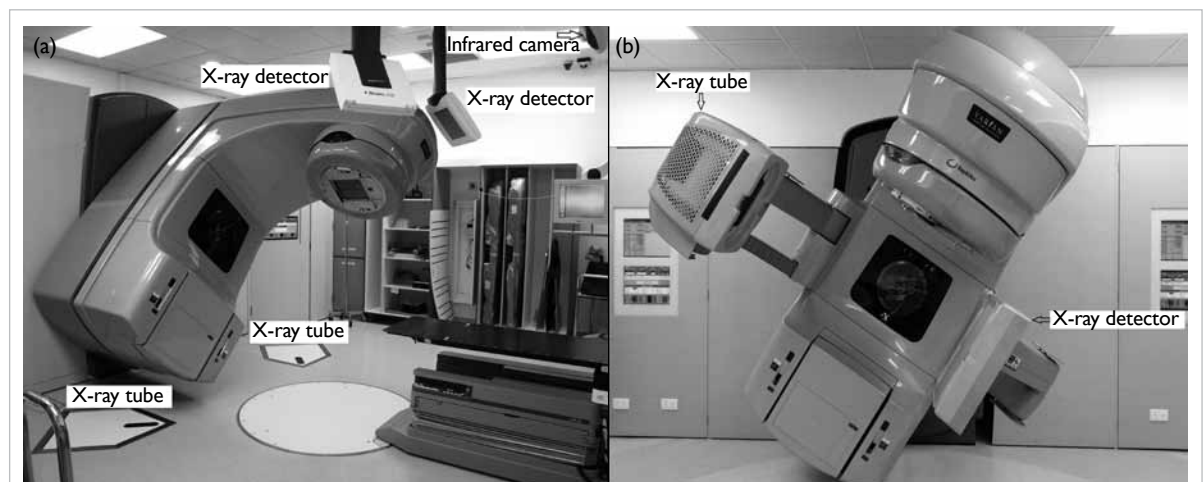 (a)
Infrared camera
X-ray detector
X-ray detector
X-ray tube
X-ray tube
(b)
X-ray tube
VARIAN
X-ray detector